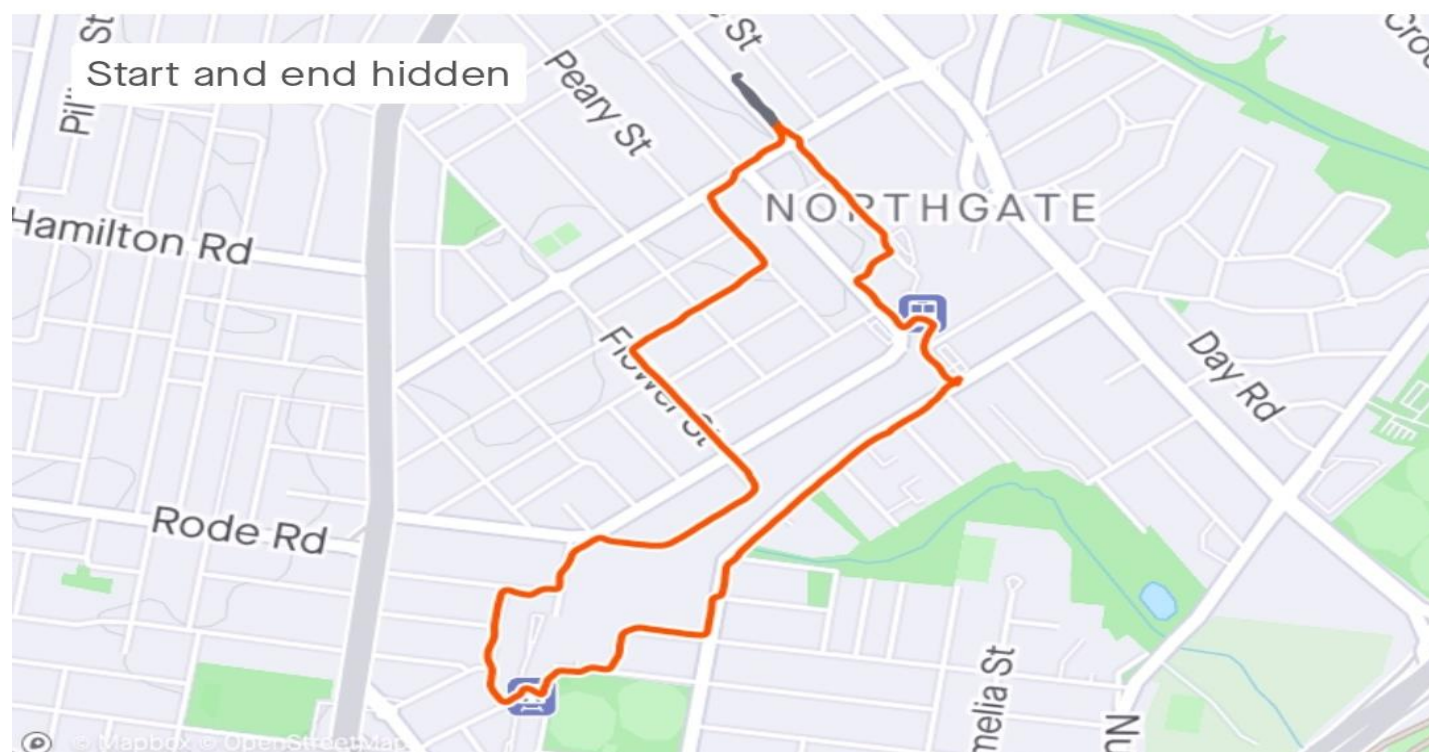 Start and end hidden
St
St
Peary St
NORTHGATE
Hamilton Rd
Flower St
Day Rd
Rode Rd
melia St
© Mapbox © OpenStreetMap